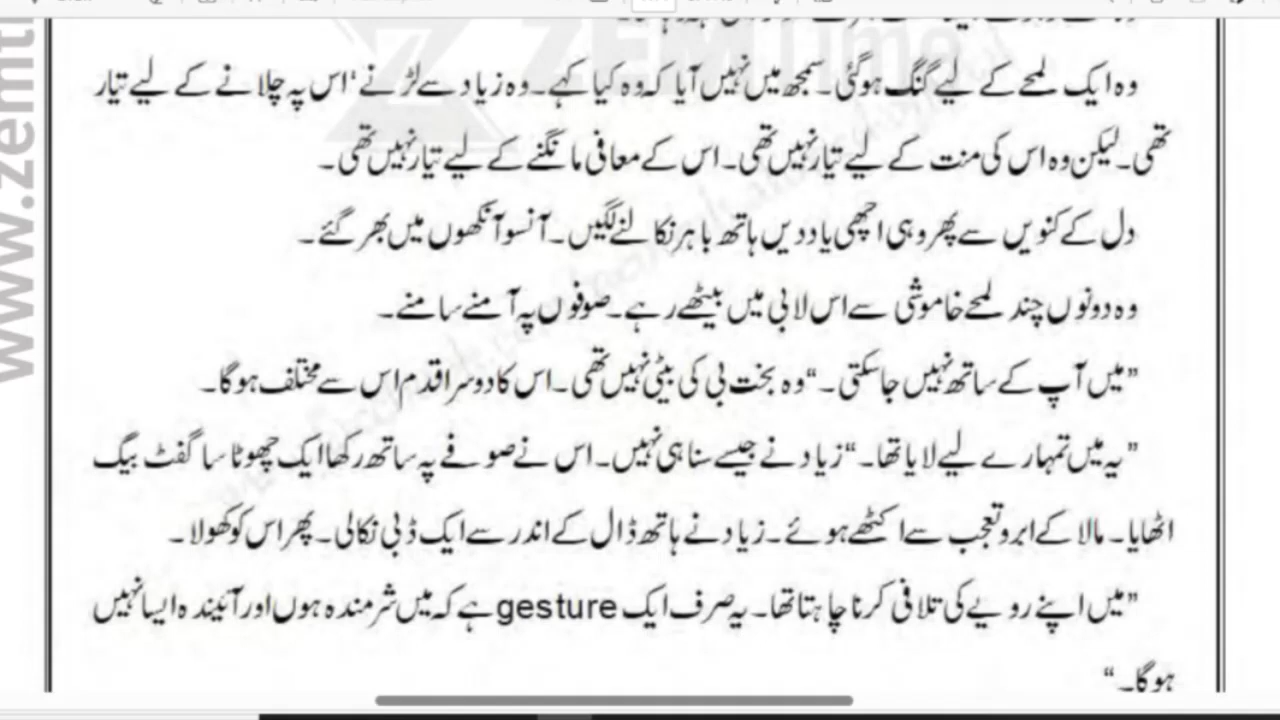 وہ ایک لمحے کے لیے گنگ ہوگئی۔ سمجھ میں نہیں آیا کہ وہ کیا کہے۔ وہ زیاد سے لڑنے ‘ اس پہ چلانے کے لیے تیار
تھی۔ لیکن وہ اس کی منت کے لیے تیار نہیں تھی۔ اس کے معافی مانگنے کے لیے تیار نہیں تھی۔
دل کے کنویں سے پھر وہی اچھی یادیں ہاتھ باہر نکالنے لگیں۔ آنسو آنکھوں میں بھر گئے۔
وہ دونوں چند لمحے خاموشی سے اس لابی میں بیٹھے رہے۔ صوفوں پہ آمنے سامنے۔
”میں آپ کے ساتھ نہیں جاسکتی۔“ وہ بخت بی کی بیٹی نہیں تھی۔ اس کا دوسرا قدم اس سے مختلف ہوگا۔
”یہ میں تمہارے لیے لایا تھا۔“ زیاد نے جیسے سنا ہی نہیں۔ اس نے صوفے پہ ساتھ رکھا ایک چھوٹا سا گفٹ بیگ
اٹھایا۔ مالا کے ابرو تعجب سے اکٹھے ہوئے۔ زیاد نے ہاتھ ڈال کے اندر سے ایک ڈبی نکالی۔ پھر اس کو کھولا۔
”میں اپنے رویے کی تلافی کرنا چاہتا تھا۔ یہ صرف ایک gesture ہے کہ میں شرمندہ ہوں اور آئیندہ ایسا نہیں
ہوگا۔“
www.zemt